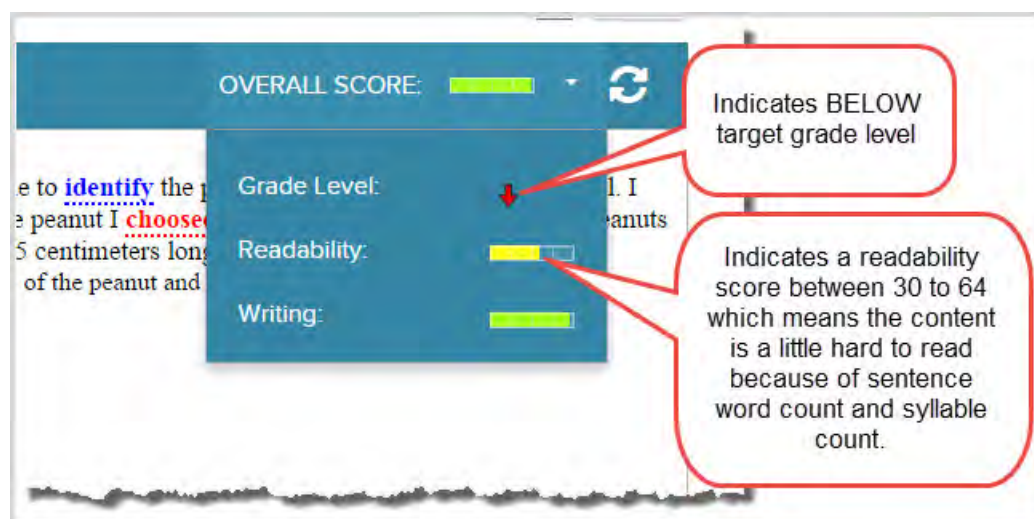 OVERALL SCORE:
Indicates BELOW
target grade level
e to identify the p
Grade Level:
l. I
e peanut I choosed
eanuts
5 centimeters long
Readability:
of the peanut and
Writing:
Indicates a readability
score between 30 to 64
which means the content
is a little hard to read
because of sentence
word count and syllable
count.